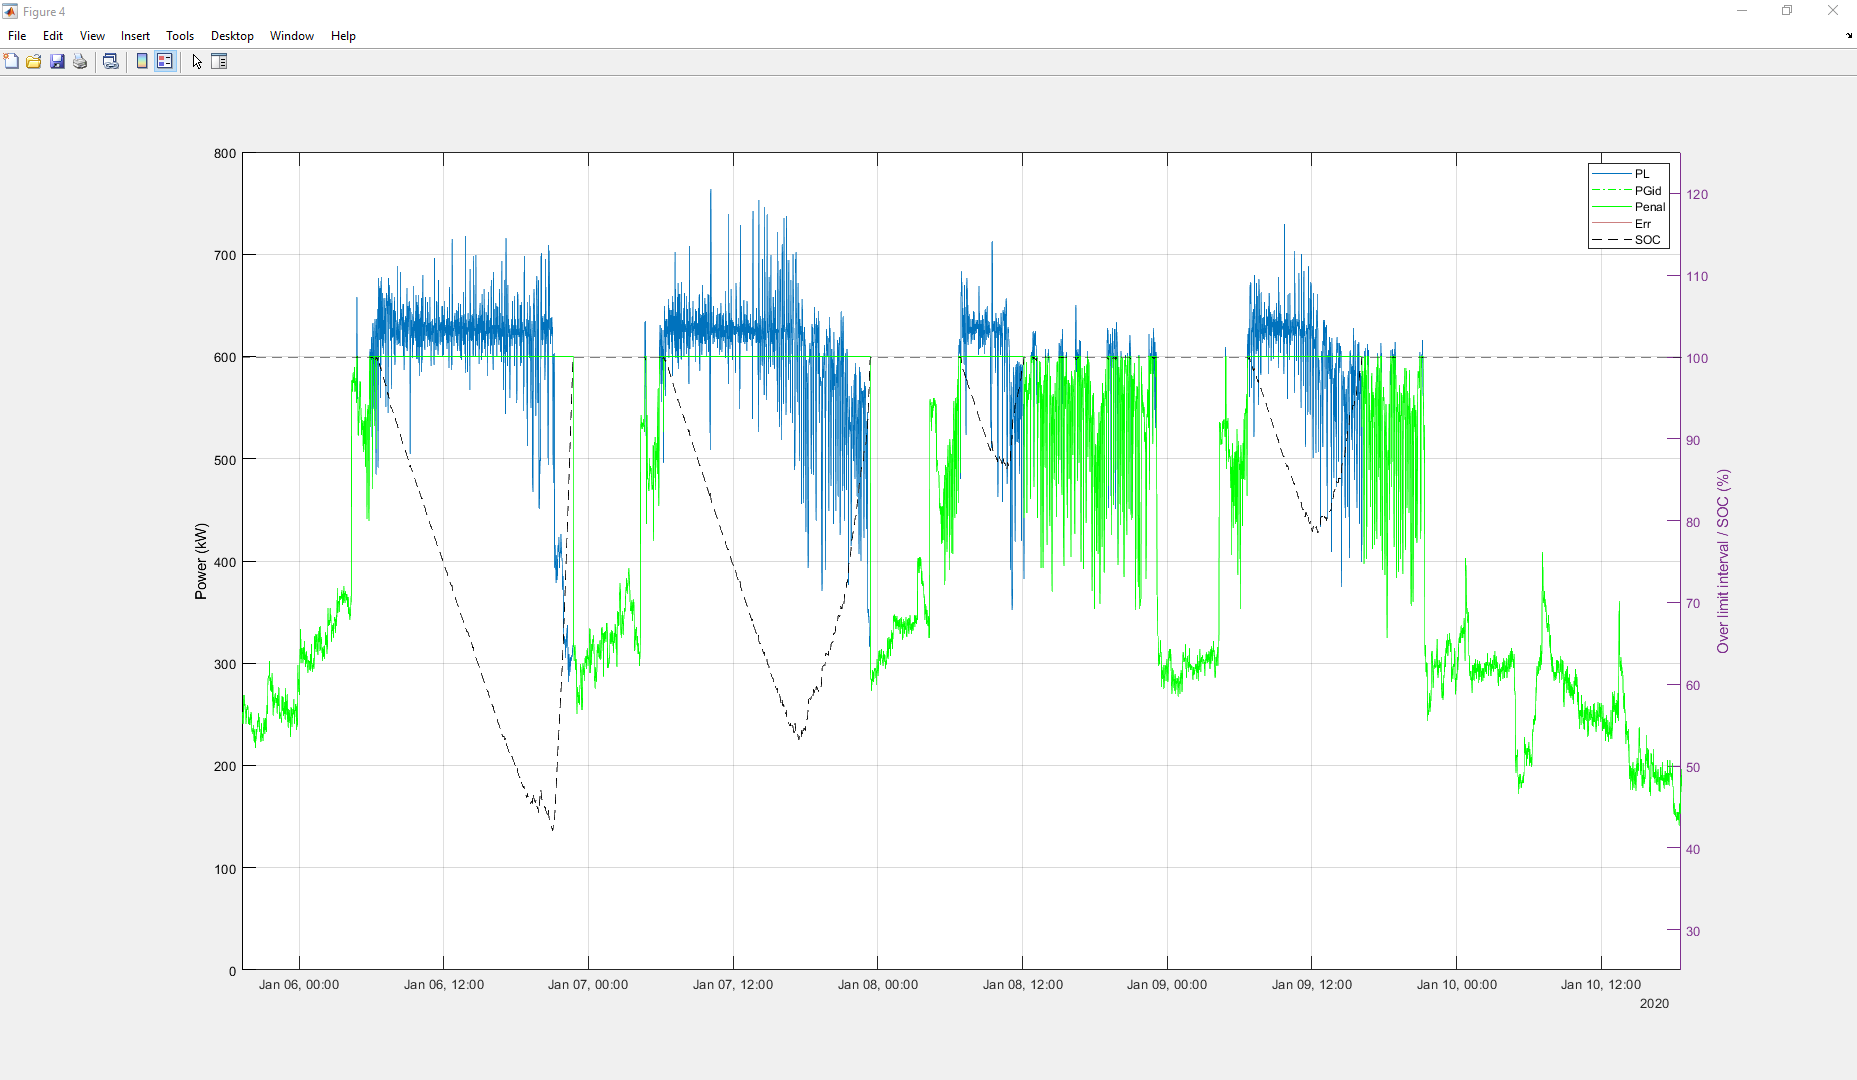 Figure 4
File Edit View Insert Tools Desktop Window Help
800
700
600
500
400
300
200
100
0
Power (kW)
PL
PGid
Penal
Err
SOC
120
110
100
90
80
70
60
50
40
30
Over limit interval / SOC (%)
Jan 06, 00:00 Jan 06, 12:00 Jan 07, 00:00 Jan 07, 12:00 Jan 08, 00:00 Jan 08, 12:00 Jan 09, 00:00 Jan 09, 12:00 Jan 10, 00:00 Jan 10, 12:00
2020